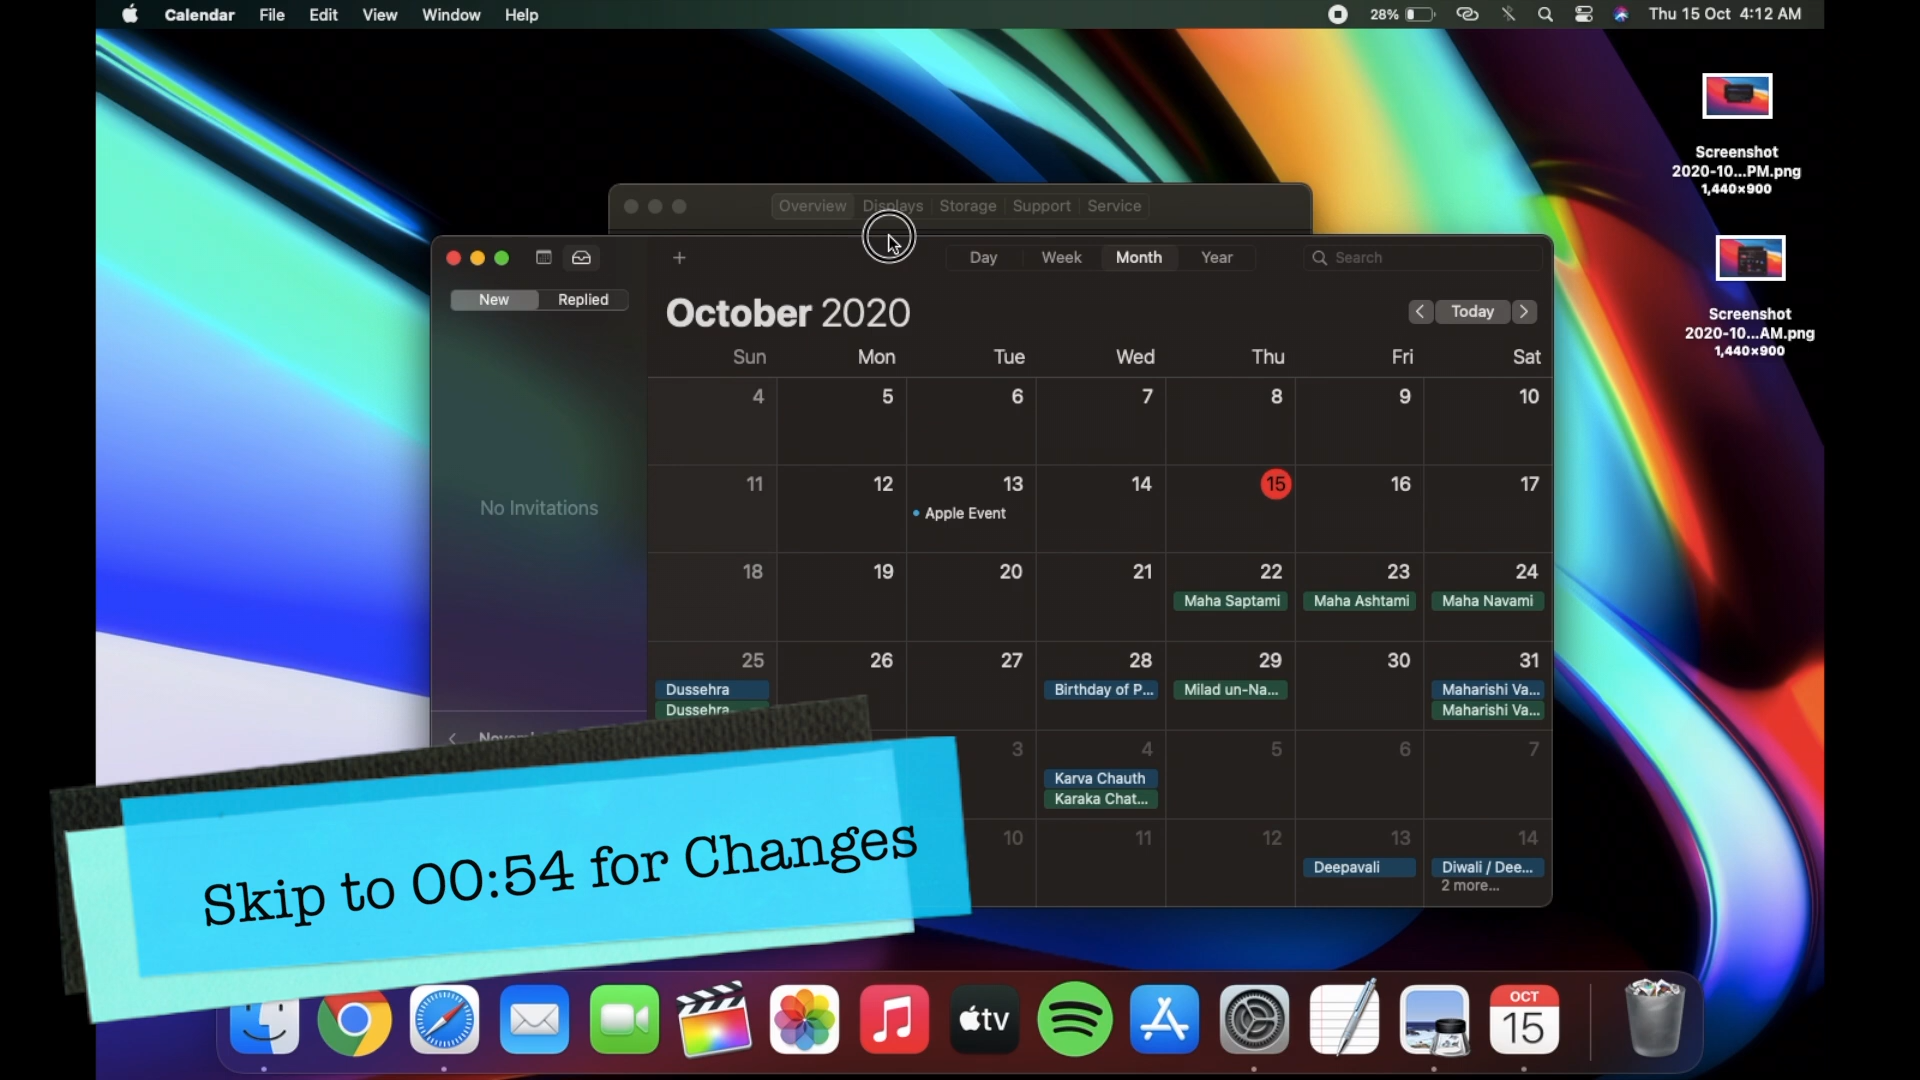 Calendar File Edit View Window Help
28% Thu 15 Oct 4:12 AM
Screenshot
2020-10...PM.png
1,440×900
Screenshot
2020-10...AM.png
1,440×900
Overview Displays Storage Support Service
Day Week Month Year Search
New Replied
October 2020
Today
Sun Mon Tue Wed Thu Fri Sat
4 5 6 7 8 9 10
11 12 13 14 15 16 17
Apple Event
No Invitations
18 19 20 21 22 23 24
Maha Saptami Maha Ashtami Maha Navami
25 26 27 28 29 30 31
Dussehra Birthday of P... Milad un-Na... Maharishi Va...
Dussehra Maharishi Va...
3 4 5 6 7
Karva Chauth
Karaka Chat...
10 11 12 13 14
Deepavali Diwali / Dee...
2 more...
Skip to 00:54 for Changes
tv
OCT
15